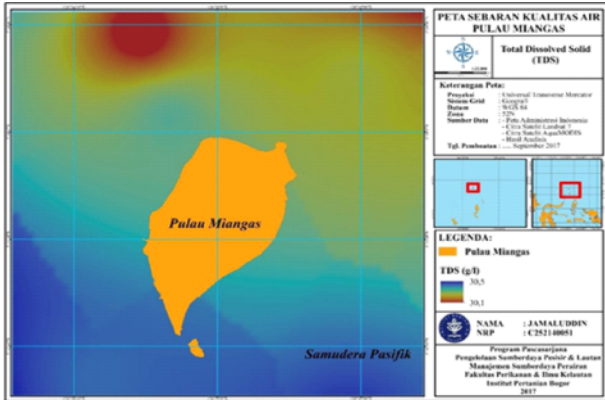 PETA SEBARAN KUALITAS AIR
PULAU MIANGAS
Total Dissolved Solid
(TDS)
Keterangan Peta:
Proyeksi : Universal Transverse Mercator
Sistem Grid : Geografi
Datum : WGS 84
Zona : 52N
Sumber Data : - Peta Administrasi Indonesia
- Citra Satelit Landsat 7
- Citra Satelit AquaMODIS
- Hasil Analisis
Tgl. Pembuatan : ..... September 2017
LEGENDA:
Pulau Miangas
TDS (g/l)
30,5
30,1
NAMA : JAMALUDDIN
NRP : C252140051
Program Pascasarjana
Pengelolaan Sumberdaya Pesisir & Lautan
Manajemen Sumberdaya Perairan
Fakultas Perikanan & Ilmu Kelautan
Institut Pertanian Bogor
2017
Pulau Miangas
Samudera Pasifik